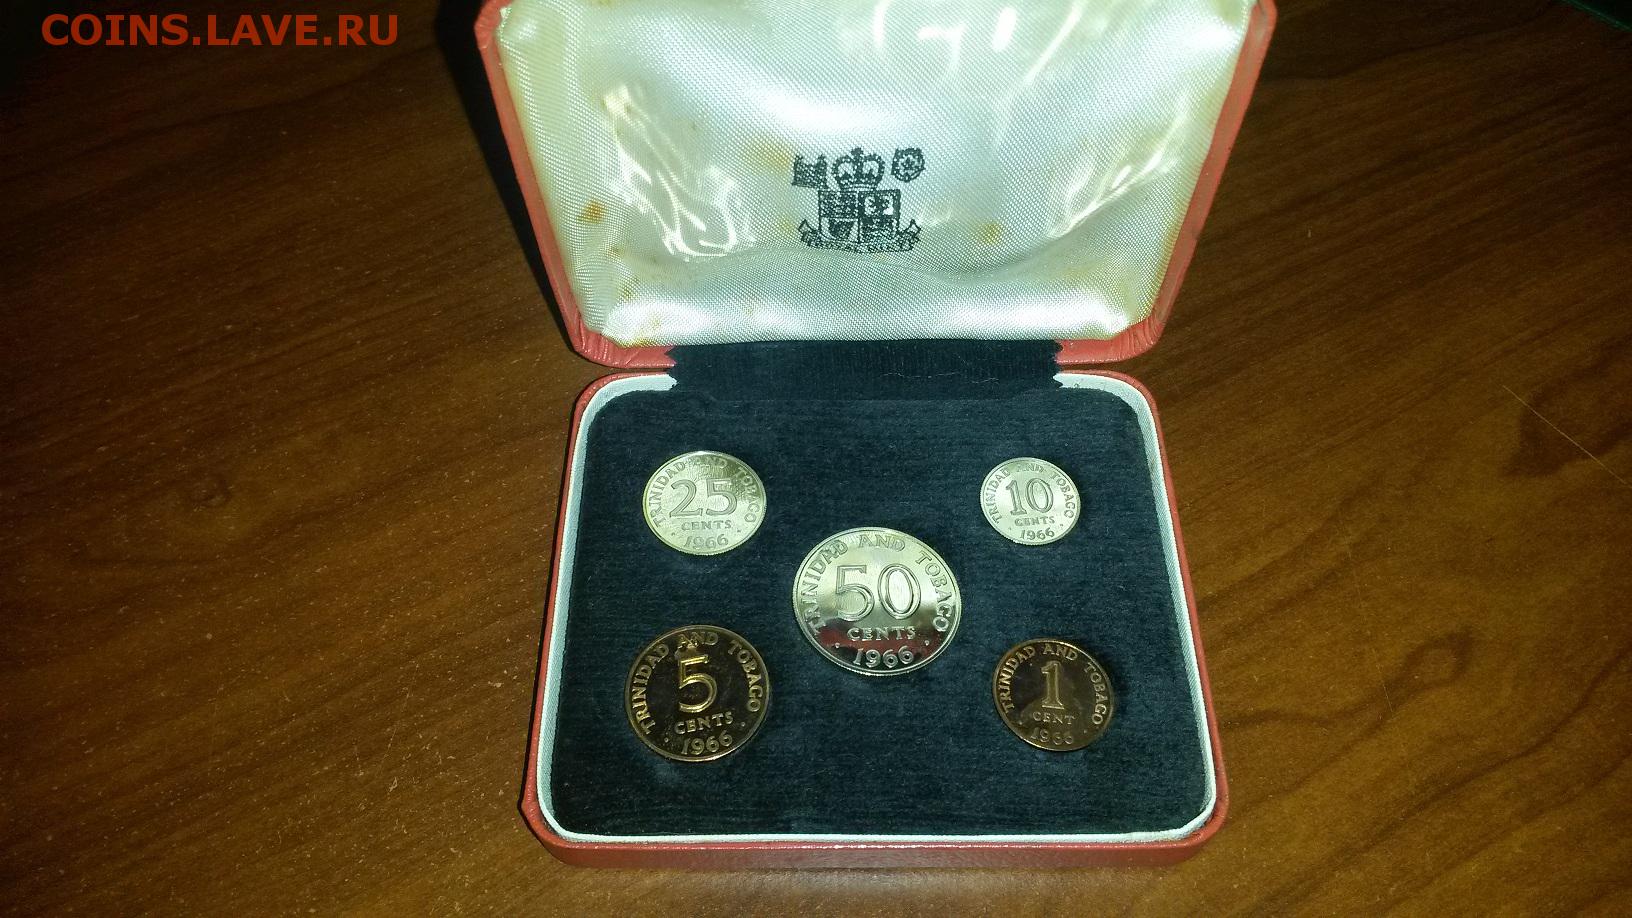 COINS.LAVE.RU
TRINIDAD AND TOBAGO
25
CENTS
1966
TRINIDAD AND TOBAGO
10
CENTS
1966
TRINIDAD AND TOBAGO
50
CENTS
1966
TRINIDAD AND TOBAGO
5
CENTS
1966
TRINIDAD AND TOBAGO
1
CENT
1966